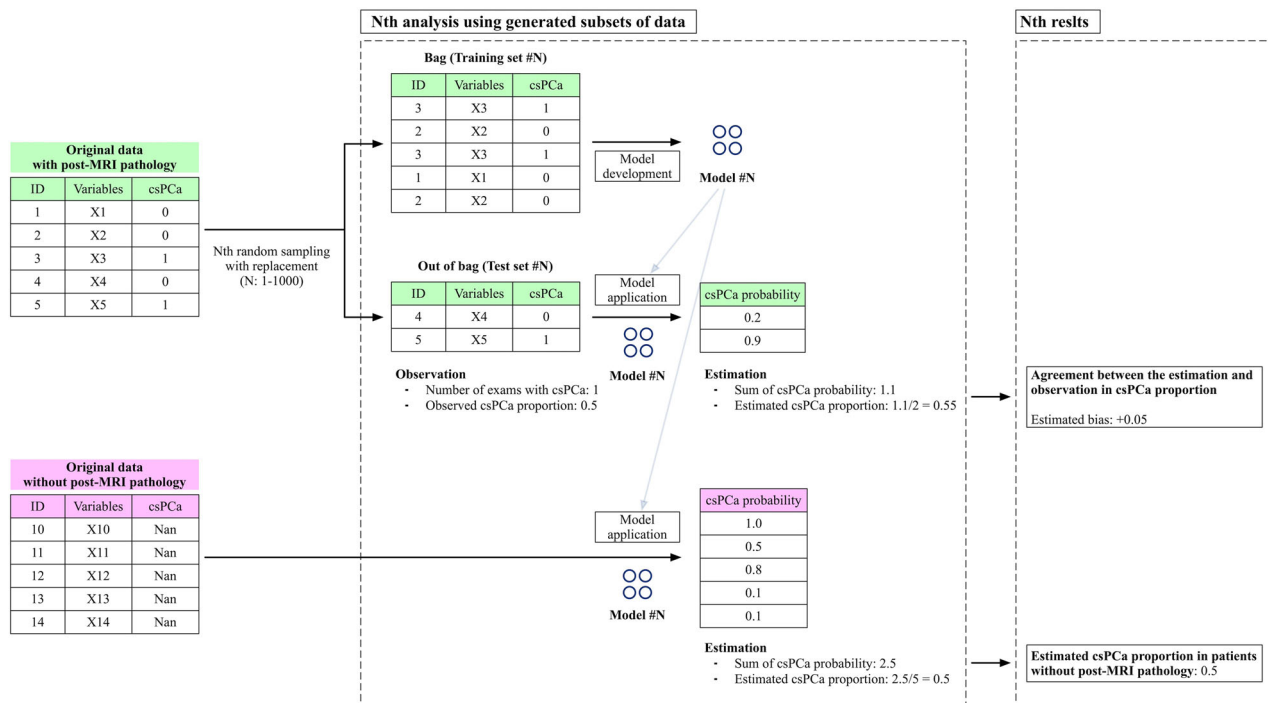 Nth analysis using generated subsets of data
Nth reslts
Bag (Training set #N)
ID Variables csPCa
3 X3 1
2 X2 0
3 X3 1
1 X1 0
2 X2 0
Model
development
Model #N
Original data
with post-MRI pathology
ID Variables csPCa
1 X1 0
2 X2 0
3 X3 1
4 X4 0
5 X5 1
Nth random sampling
with replacement
(N: 1-1000)
Out of bag (Test set #N)
ID Variables csPCa
4 X4 0
5 X5 1
Model
application
Model #N
csPCa probability
0.2
0.9
Observation
- Number of exams with csPCa: 1
- Observed csPCa proportion: 0.5
Estimation
- Sum of csPCa probability: 1.1
- Estimated csPCa proportion: 1.1/2 = 0.55
Agreement between the estimation and
observation in csPCa proportion
Estimated bias: +0.05
Original data
without post-MRI pathology
ID Variables csPCa
10 X10 Nan
11 X11 Nan
12 X12 Nan
13 X13 Nan
14 X14 Nan
Model
application
Model #N
csPCa probability
1.0
0.5
0.8
0.1
0.1
Estimation
- Sum of csPCa probability: 2.5
- Estimated csPCa proportion: 2.5/5 = 0.5
Estimated csPCa proportion in patients
without post-MRI pathology: 0.5